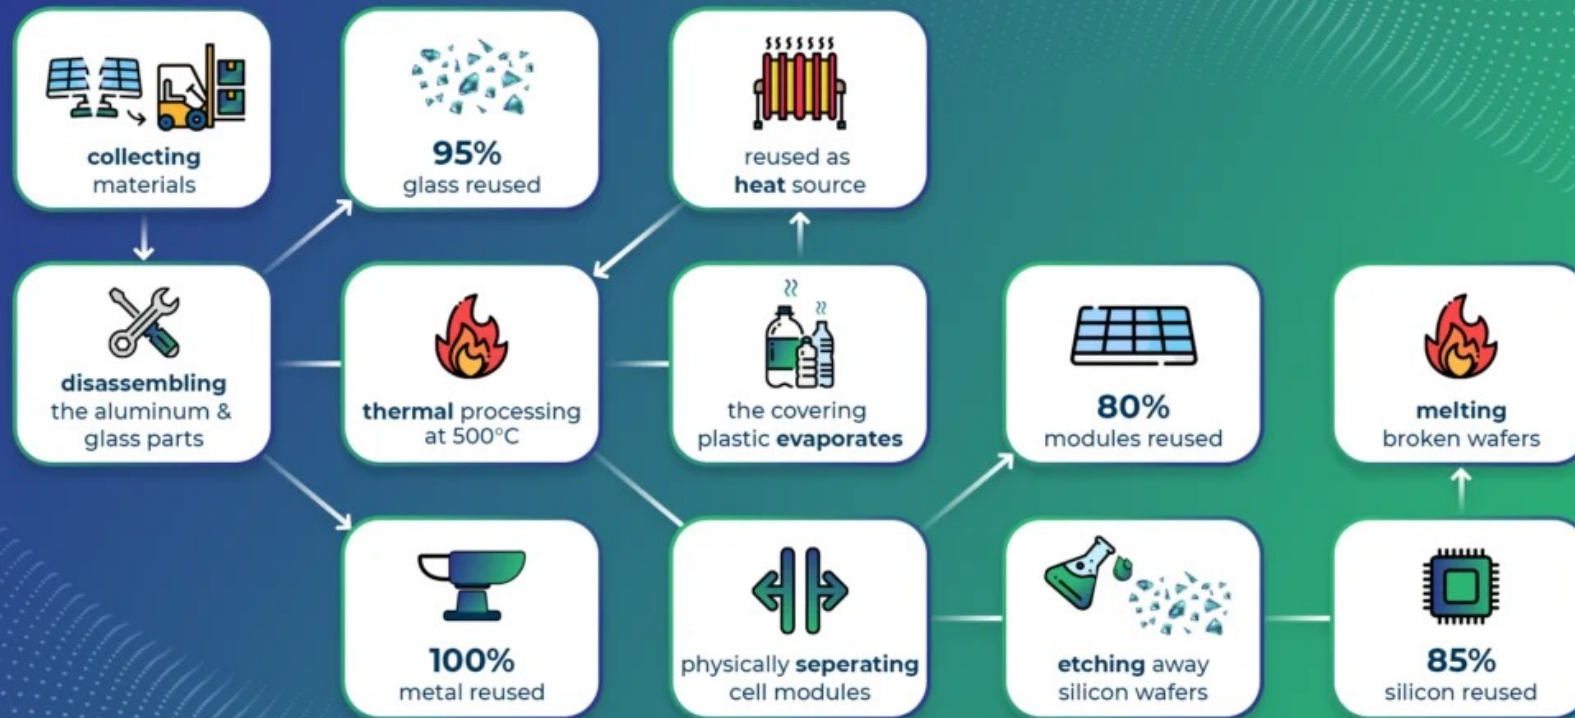 collecting
materials
95%
glass reused
reused as
heat source
disassembling
the aluminum &
glass parts
thermal processing
at 500°C
the covering
plastic evaporates
80%
modules reused
melting
broken wafers
100%
metal reused
physically seperating
cell modules
etching away
silicon wafers
85%
silicon reused